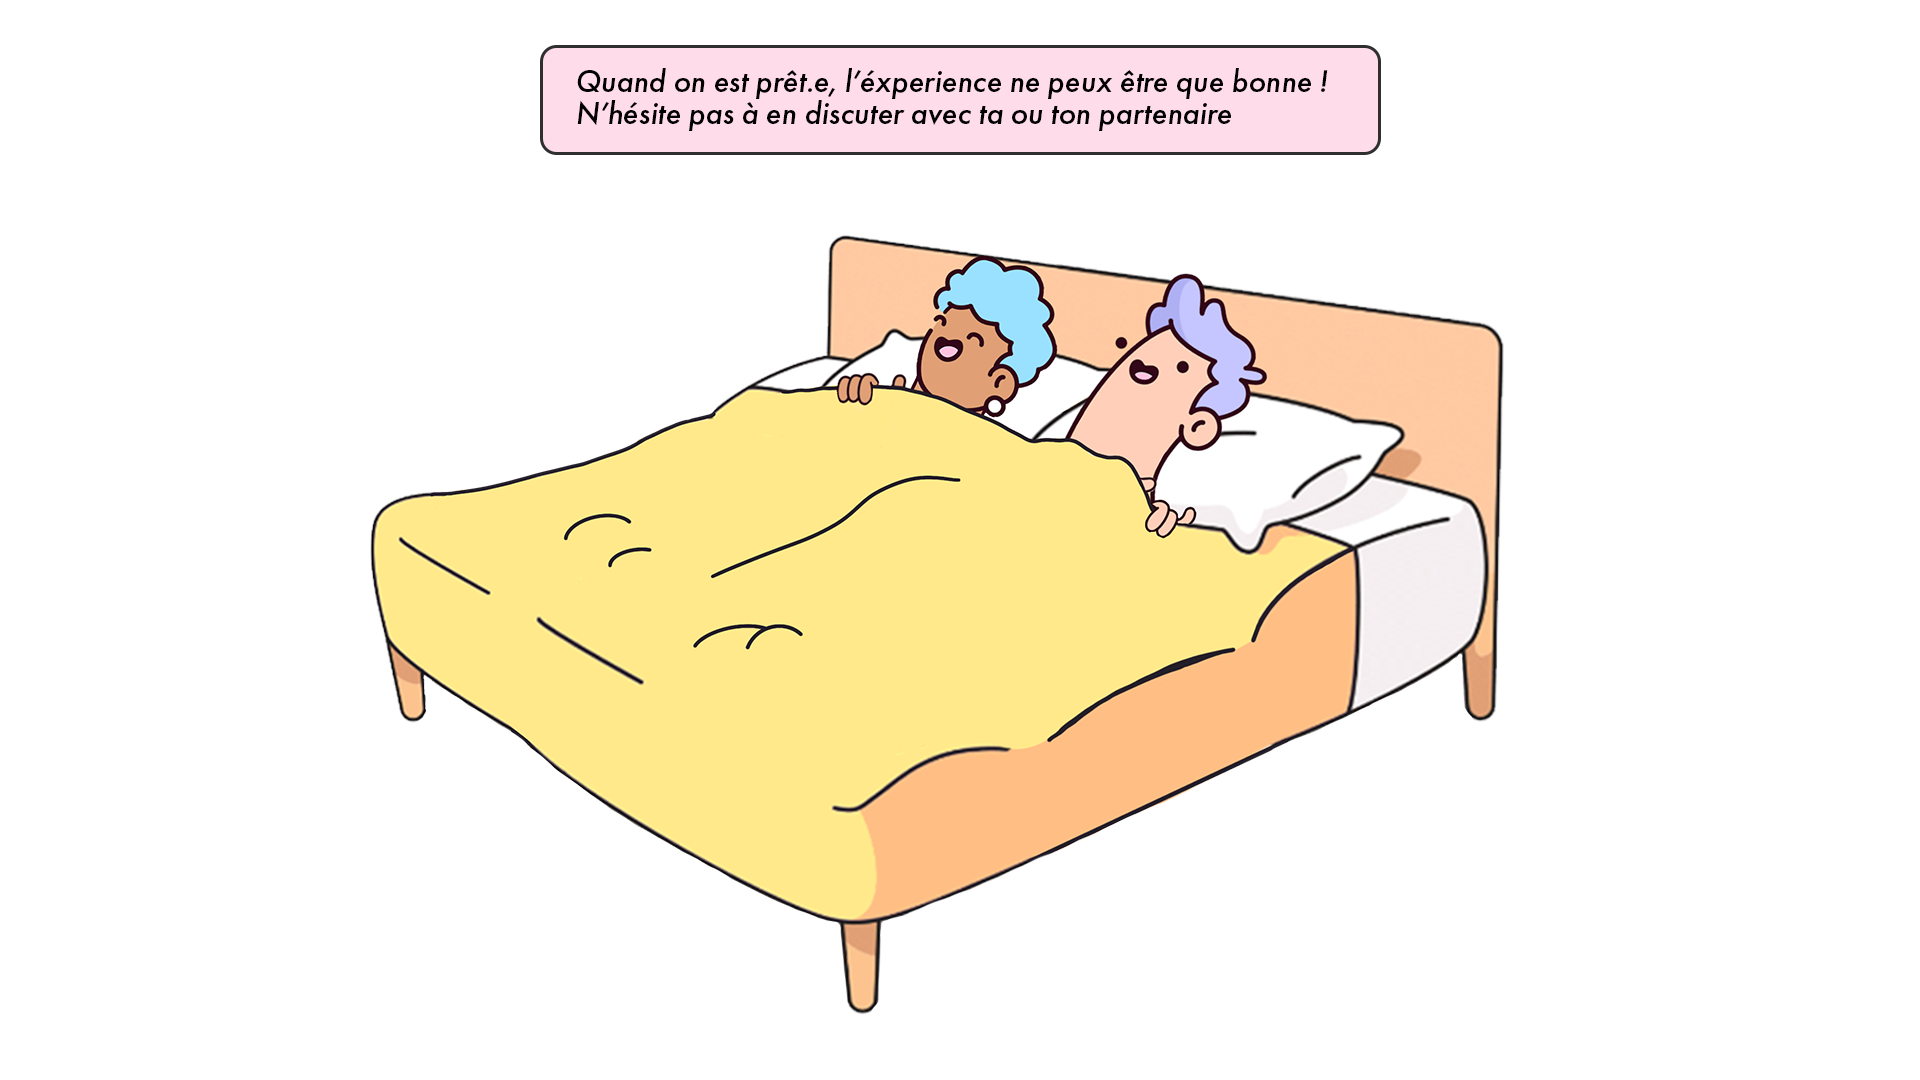 Quand on est prêt.e, l’éxperience ne peux être que bonne !
N’hésite pas à en discuter avec ta ou ton partenaire